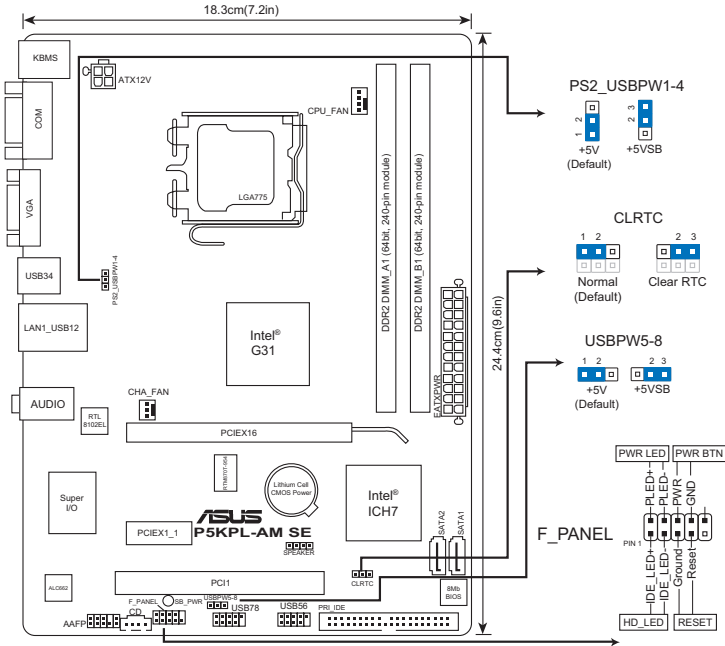 18.3cm(7.2in)
KBMS
ATX12V
CPU_FAN
COM
LGA775
VGA
DDR2 DIMM_A1 (64bit, 240-pin module)
DDR2 DIMM_B1 (64bit, 240-pin module)
24.4cm(9.6in)
USB34
PS2_USBPW1-4
LAN1_USB12
Intel®
G31
EATXPWR
CHA_FAN
AUDIO
RTL
8102EL
PCIEX16
RTM870T-954
Lithium Cell
CMOS Power
Super
I/O
Intel®
ICH7
ASUS
P5KPL-AM SE
PCIEX1_1
SPEAKER
SATA2
SATA1
PCI1
CLRTC
ALC662
8Mb
BIOS
F_PANEL
SB_PWR
USBPW5-8
AAFP
CD
USB78
USB56
PRI_IDE
PS2_USBPW1-4
1 2
2 3
+5V
(Default)
+5VSB
CLRTC
1 2
2 3
Normal
(Default)
Clear RTC
USBPW5-8
1 2
2 3
+5V
(Default)
+5VSB
PWR LED
PWR BTN
PLED+
PLED-
PWR
GND
F_PANEL
PIN 1
IDE_LED+
IDE_LED-
Ground
Reset
HD_LED
RESET